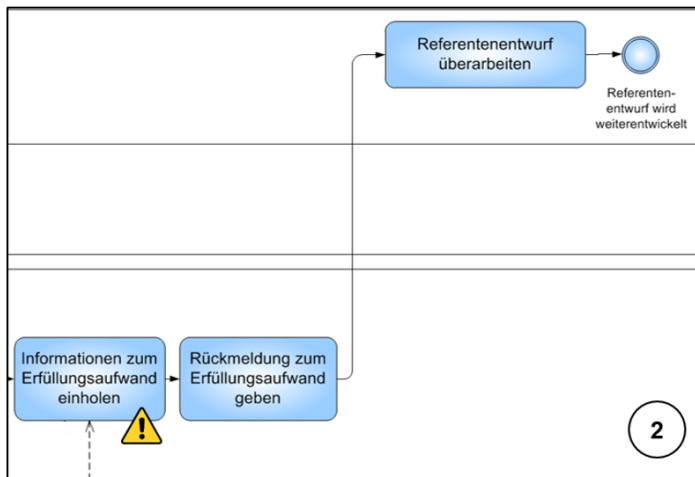 Referentenentwurf
überarbeiten
Referenten-
entwurf wird
weiterentwickelt
Informationen zum
Erfüllungsaufwand
einholen
Rückmeldung zum
Erfüllungsaufwand
geben
2